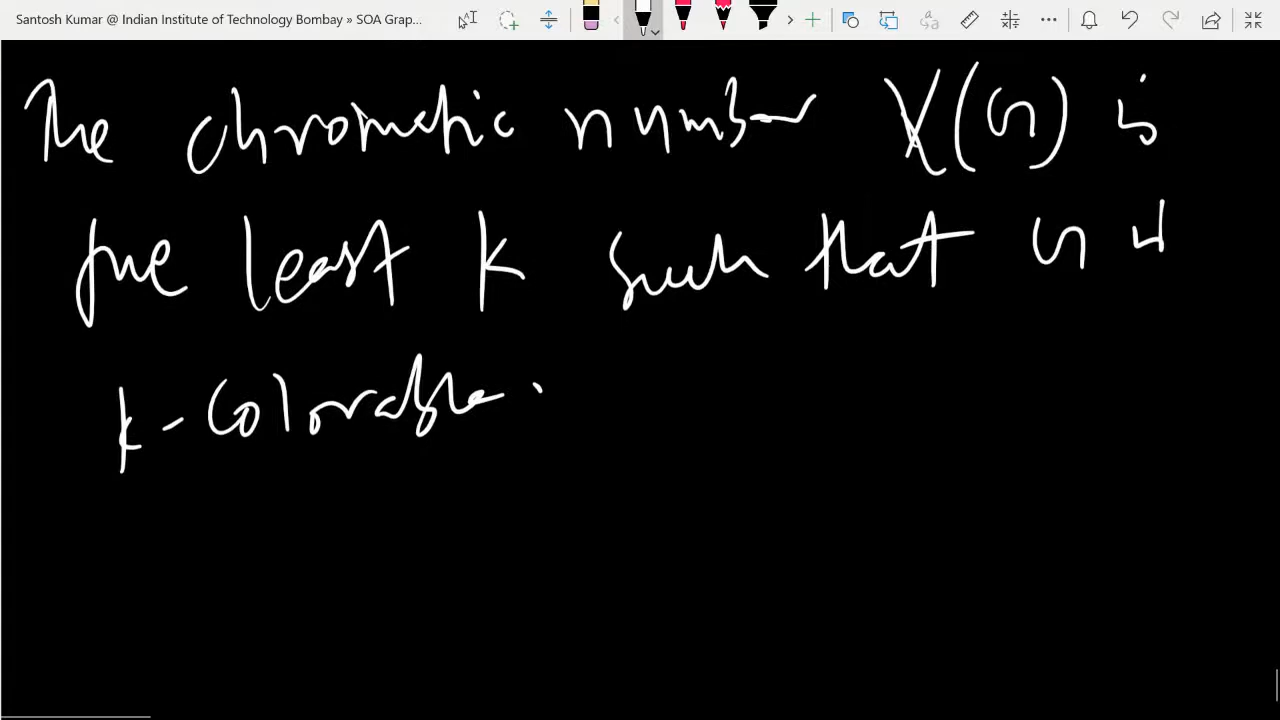 Santosh Kumar @ Indian Institute of Technology Bombay » SOA Grap...
The chromatic number χ(G) is
the least k such that G is
k-colorable.